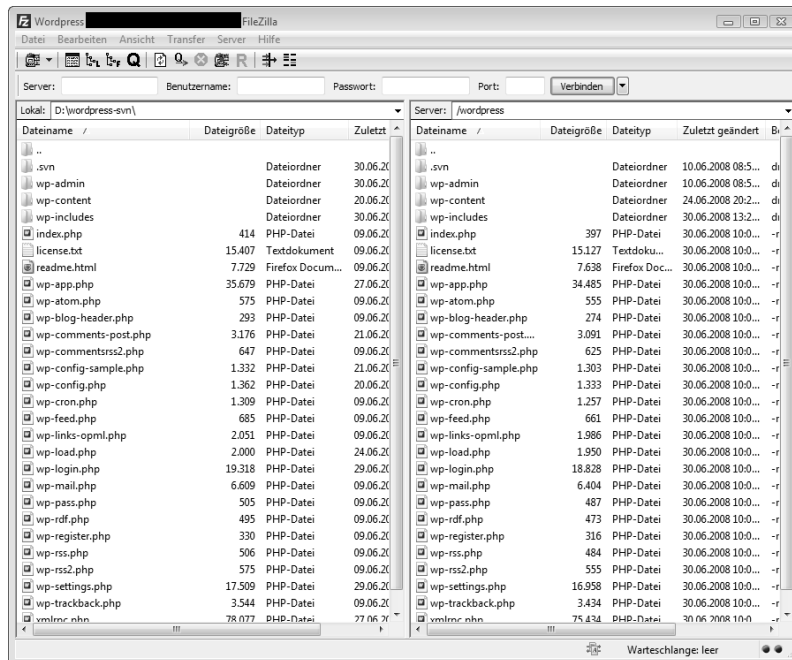 Wordpress FileZilla
Datei Bearbeiten Ansicht Transfer Server Hilfe
Server: Benutzername: Passwort: Port: Verbinden
Lokal: D:\wordpress-svn\
Dateiname / Dateigröße Dateityp Zuletzt
..
.svn Dateiordner 30.06.20
wp-admin Dateiordner 30.06.20
wp-content Dateiordner 20.06.20
wp-includes Dateiordner 30.06.20
index.php 414 PHP-Datei 09.06.20
license.txt 15.407 Textdokument 09.06.20
readme.html 7.729 Firefox Docum... 09.06.20
wp-app.php 35.679 PHP-Datei 27.06.20
wp-atom.php 575 PHP-Datei 09.06.20
wp-blog-header.php 293 PHP-Datei 09.06.20
wp-comments-post.php 3.176 PHP-Datei 21.06.20
wp-commentsrss2.php 647 PHP-Datei 09.06.20
wp-config-sample.php 1.332 PHP-Datei 21.06.20
wp-config.php 1.362 PHP-Datei 20.06.20
wp-cron.php 1.309 PHP-Datei 09.06.20
wp-feed.php 685 PHP-Datei 09.06.20
wp-links-opml.php 2.051 PHP-Datei 09.06.20
wp-load.php 2.000 PHP-Datei 24.06.20
wp-login.php 19.318 PHP-Datei 29.06.20
wp-mail.php 6.609 PHP-Datei 09.06.20
wp-pass.php 505 PHP-Datei 09.06.20
wp-rdf.php 495 PHP-Datei 09.06.20
wp-register.php 330 PHP-Datei 09.06.20
wp-rss.php 506 PHP-Datei 09.06.20
wp-rss2.php 575 PHP-Datei 09.06.20
wp-settings.php 17.509 PHP-Datei 29.06.20
wp-trackback.php 3.544 PHP-Datei 09.06.20
xmlrpc.php 78.077 PHP-Datei 27.06.20
Server: /wordpress
Dateiname / Dateigröße Dateityp Zuletzt geändert
..
.svn Dateiordner 10.06.2008 08:5...
wp-admin Dateiordner 10.06.2008 08:5...
wp-content Dateiordner 24.06.2008 20:2...
wp-includes Dateiordner 30.06.2008 13:2...
index.php 397 PHP-Datei 30.06.2008 10:0... -r
license.txt 15.127 Textdoku... 30.06.2008 10:0... -r
readme.html 7.638 Firefox Doc... 30.06.2008 10:0... -r
wp-app.php 34.485 PHP-Datei 30.06.2008 10:0... -r
wp-atom.php 555 PHP-Datei 30.06.2008 10:0... -r
wp-blog-header.php 274 PHP-Datei 30.06.2008 10:0... -r
wp-comments-post.... 3.091 PHP-Datei 30.06.2008 10:0... -r
wp-commentsrss2.php 625 PHP-Datei 30.06.2008 10:0... -r
wp-config-sample.php 1.303 PHP-Datei 30.06.2008 10:0... -r
wp-config.php 1.333 PHP-Datei 30.06.2008 10:0... -r
wp-cron.php 1.257 PHP-Datei 30.06.2008 10:0... -r
wp-feed.php 661 PHP-Datei 30.06.2008 10:0... -r
wp-links-opml.php 1.986 PHP-Datei 30.06.2008 10:0... -r
wp-load.php 1.950 PHP-Datei 30.06.2008 10:0... -r
wp-login.php 18.828 PHP-Datei 30.06.2008 10:0... -r
wp-mail.php 6.404 PHP-Datei 30.06.2008 10:0... -r
wp-pass.php 487 PHP-Datei 30.06.2008 10:0... -r
wp-rdf.php 473 PHP-Datei 30.06.2008 10:0... -r
wp-register.php 316 PHP-Datei 30.06.2008 10:0... -r
wp-rss.php 484 PHP-Datei 30.06.2008 10:0... -r
wp-rss2.php 555 PHP-Datei 30.06.2008 10:0... -r
wp-settings.php 16.958 PHP-Datei 30.06.2008 10:0... -r
wp-trackback.php 3.434 PHP-Datei 30.06.2008 10:0... -r
xmlrpc.php 75.434 PHP-Datei 30.06.2008 10:0... -r
Warteschlange: leer